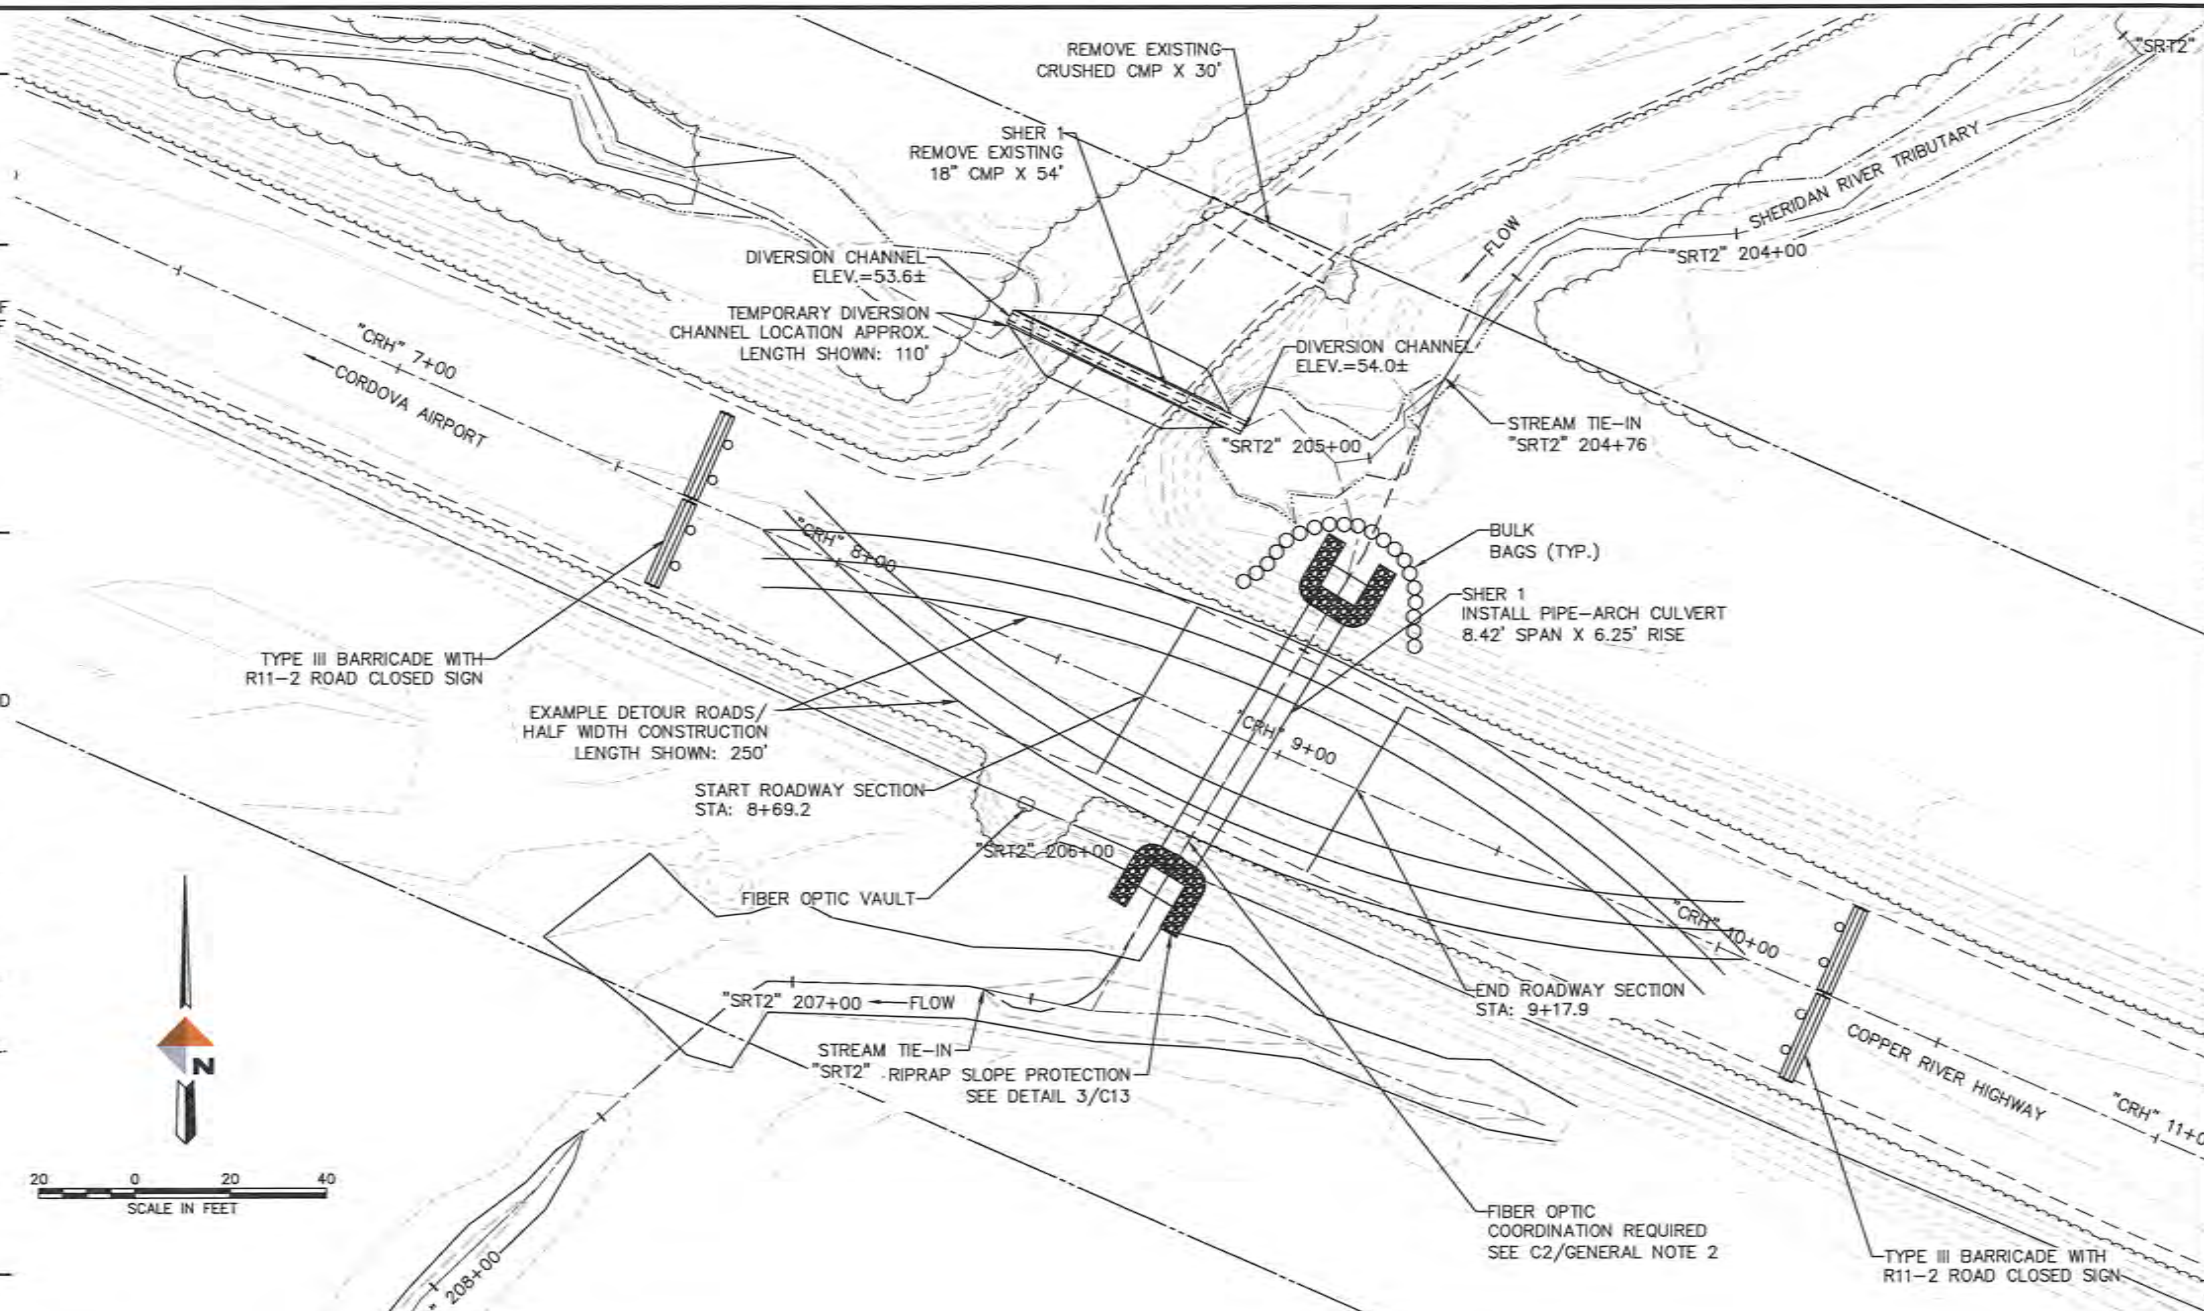 "SRT2"
REMOVE EXISTING
CRUSHED CMP X 30'
SHER 1
REMOVE EXISTING
18" CMP X 54'
SHERIDAN RIVER TRIBUTARY
FLOW
"SRT2" 204+00
DIVERSION CHANNEL
ELEV.=53.6±
TEMPORARY DIVERSION
CHANNEL LOCATION APPROX.
LENGTH SHOWN: 110'
DIVERSION CHANNEL
ELEV.=54.0±
"CRH" 7+00
CORDOVA AIRPORT
STREAM TIE-IN
"SRT2" 204+76
"SRT2" 205+00
"CRH" 8+00
BULK
BAGS (TYP.)
SHER 1
INSTALL PIPE-ARCH CULVERT
8.42' SPAN X 6.25' RISE
TYPE III BARRICADE WITH
R11-2 ROAD CLOSED SIGN
EXAMPLE DETOUR ROADS/
HALF WIDTH CONSTRUCTION
LENGTH SHOWN: 250'
"CRH" 9+00
START ROADWAY SECTION
STA: 8+69.2
"SRT2" 206+00
FIBER OPTIC VAULT
"CRH" 10+00
"SRT2" 207+00
FLOW
END ROADWAY SECTION
STA: 9+17.9
STREAM TIE-IN
"SRT2"
RIPRAP SLOPE PROTECTION
SEE DETAIL 3/C13
COPPER RIVER HIGHWAY
"CRH" 11+0
N
20 0 20 40
SCALE IN FEET
FIBER OPTIC
COORDINATION REQUIRED
SEE C2/GENERAL NOTE 2
TYPE III BARRICADE WITH
R11-2 ROAD CLOSED SIGN
" 208+00